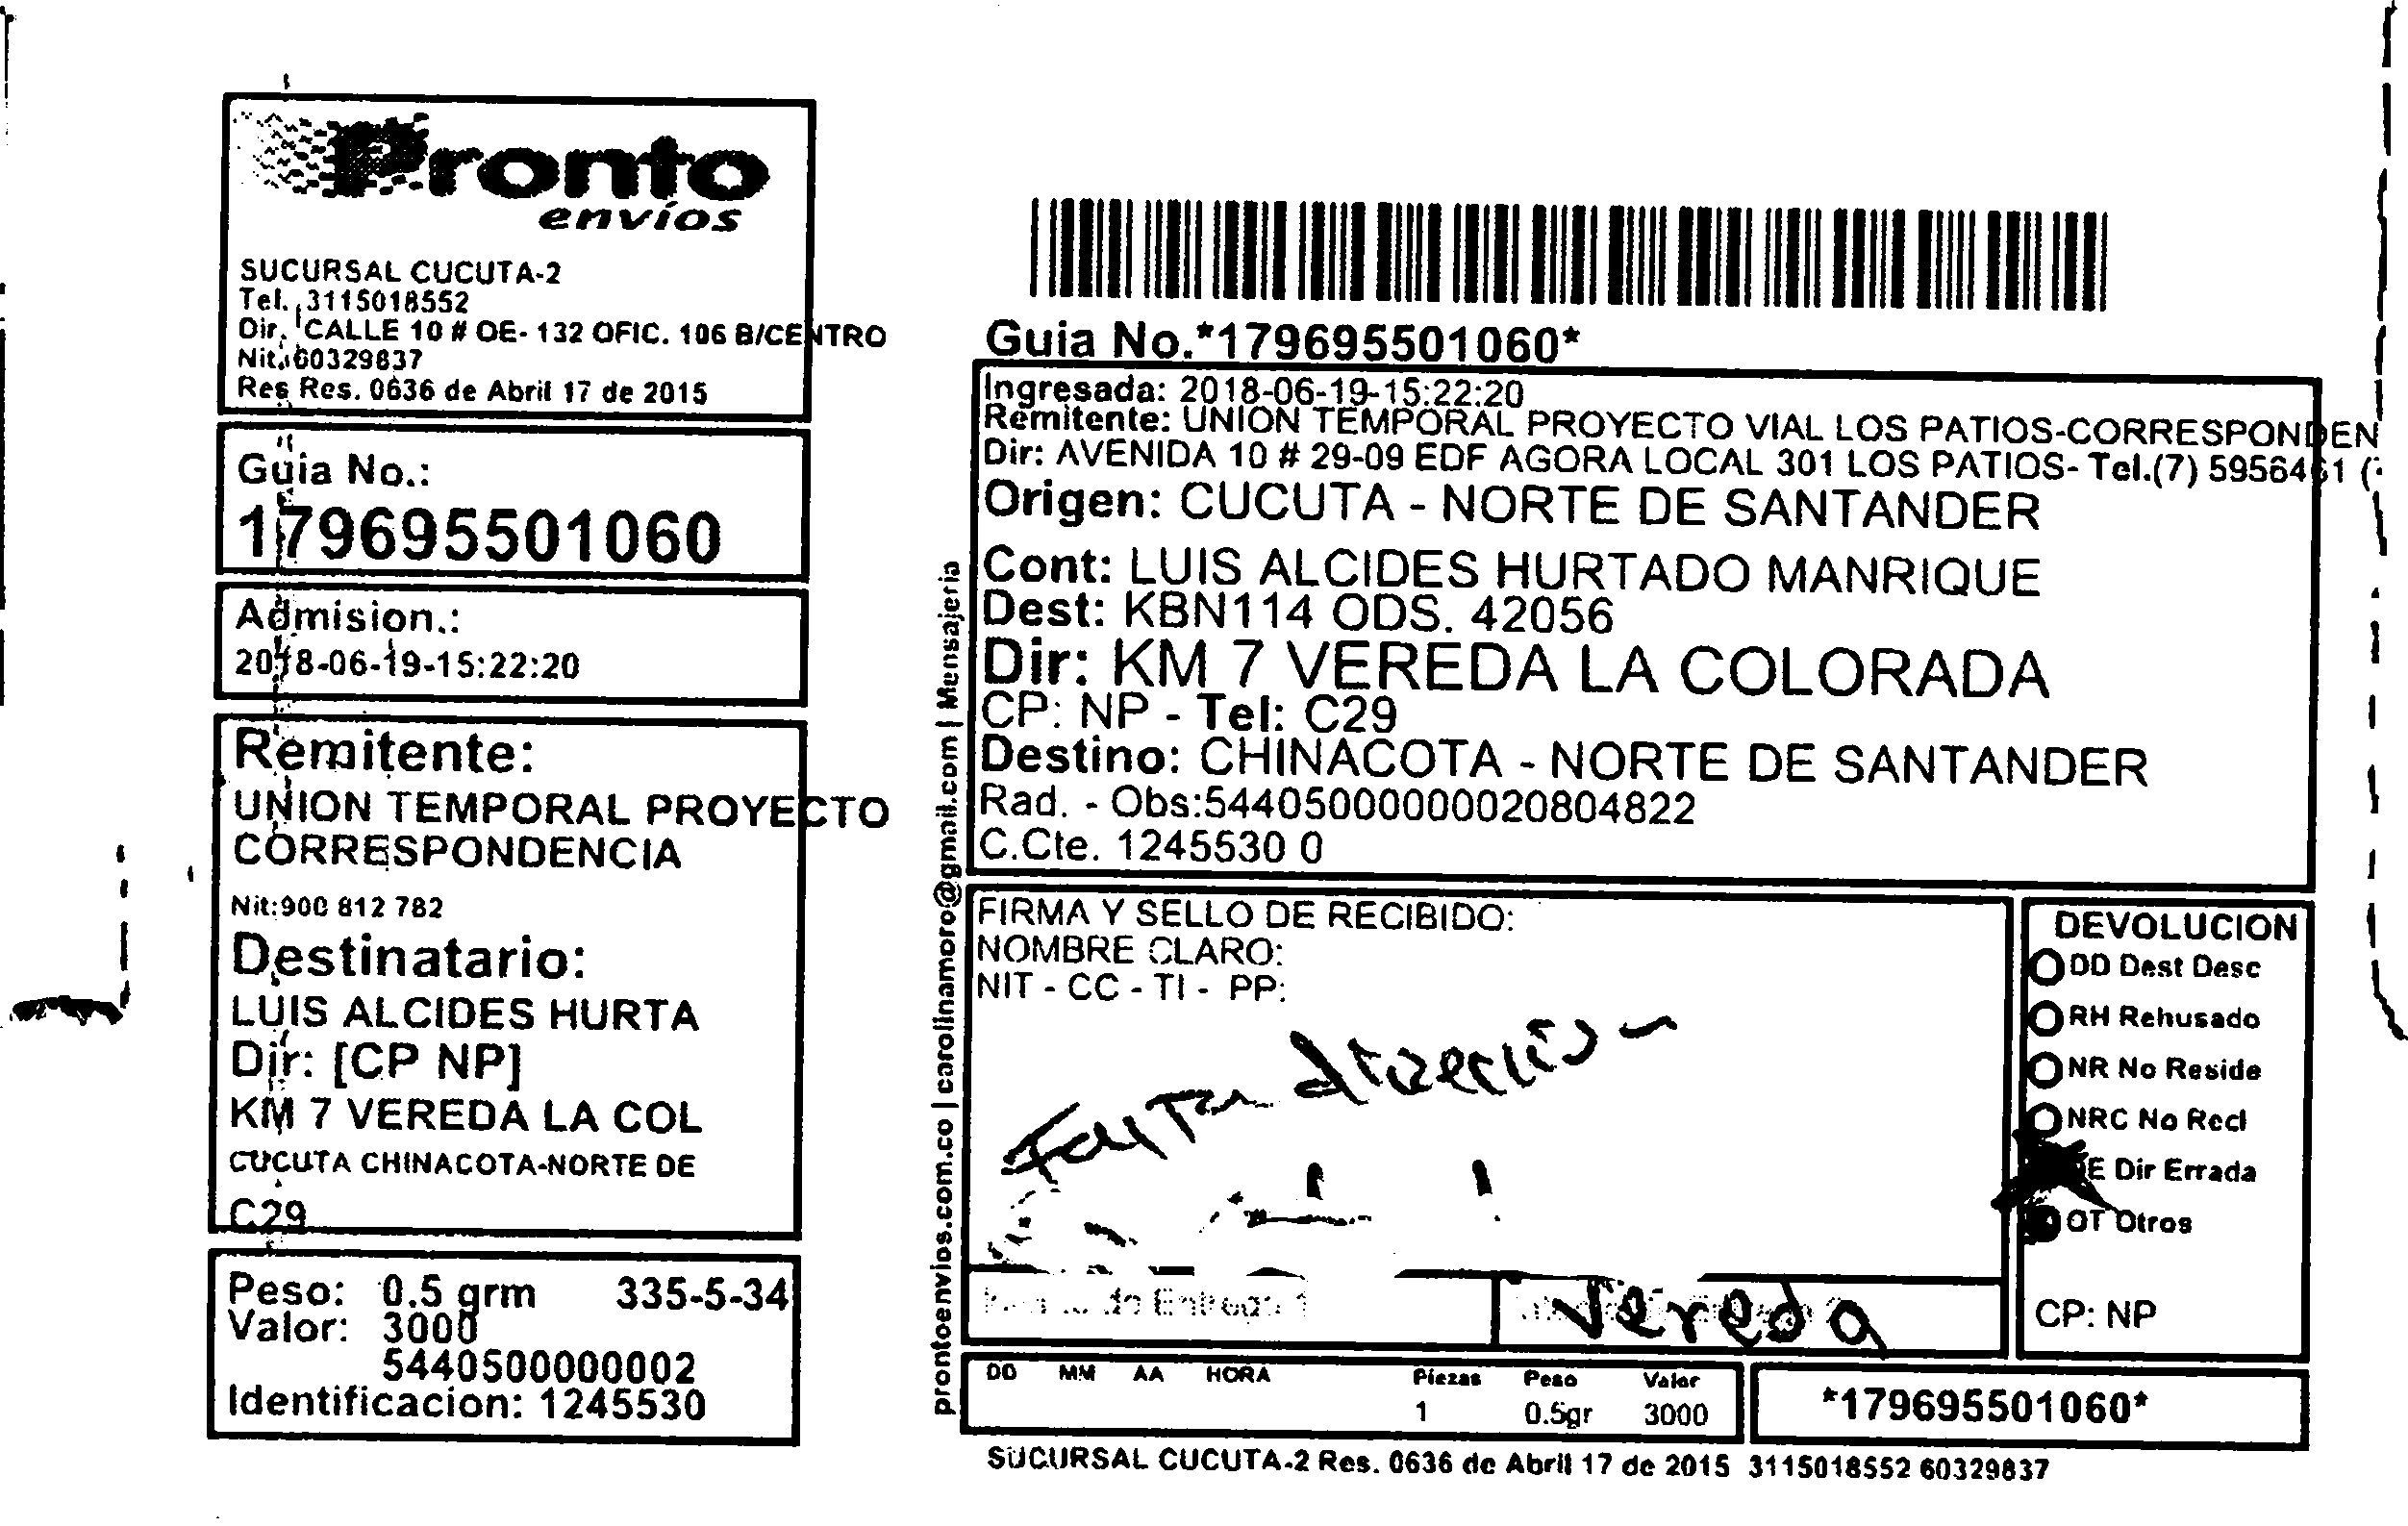 Pronto
envíos
SUCURSAL CUCUTA-2
Tel. 3115018552
Dir. CALLE 10 # OE- 132 OFIC. 106 B/CENTRO
Nit. 60329837
Res Res. 0636 de Abril 17 de 2015
Guia No.:
179695501060
Admision.:
2018-06-19-15:22:20
Remitente:
UNION TEMPORAL PROYECTO
CORRESPONDENCIA
Nit:900 812 782
Destinatario:
LUIS ALCIDES HURTA
Dir: [CP NP]
KM 7 VEREDA LA COL
CUCUTA CHINACOTA-NORTE DE
C29
Peso: 0.5 grm 335-5-34
Valor: 3000
5440500000002
Identificacion: 1245530
prontoenvios.com.co | carolinamoro@gmail.com | Mensajeria
Guia No.*179695501060*
Ingresada: 2018-06-19-15:22:20
Remitente: UNION TEMPORAL PROYECTO VIAL LOS PATIOS-CORRESPONDEN
Dir: AVENIDA 10 # 29-09 EDF AGORA LOCAL 301 LOS PATIOS- Tel.(7) 5956461 (
Origen: CUCUTA - NORTE DE SANTANDER
Cont: LUIS ALCIDES HURTADO MANRIQUE
Dest: KBN114 ODS. 42056
Dir: KM 7 VEREDA LA COLORADA
CP: NP - Tel: C29
Destino: CHINACOTA - NORTE DE SANTANDER
Rad. - Obs:54405000000020804822
C.Cte. 1245530 0
FIRMA Y SELLO DE RECIBIDO:
NOMBRE CLARO:
NIT - CC - TI - PP:
Vereda
DEVOLUCION
DD Dest Desc
RH Rehusado
NR No Reside
NRC No Recl
E Dir Errada
OT Otros
CP: NP
DD MM AA HORA Piezas Peso Valor
1 0.5gr 3000
*179695501060*
SUCURSAL CUCUTA-2 Res. 0636 de Abril 17 de 2015 3115018552 60329837